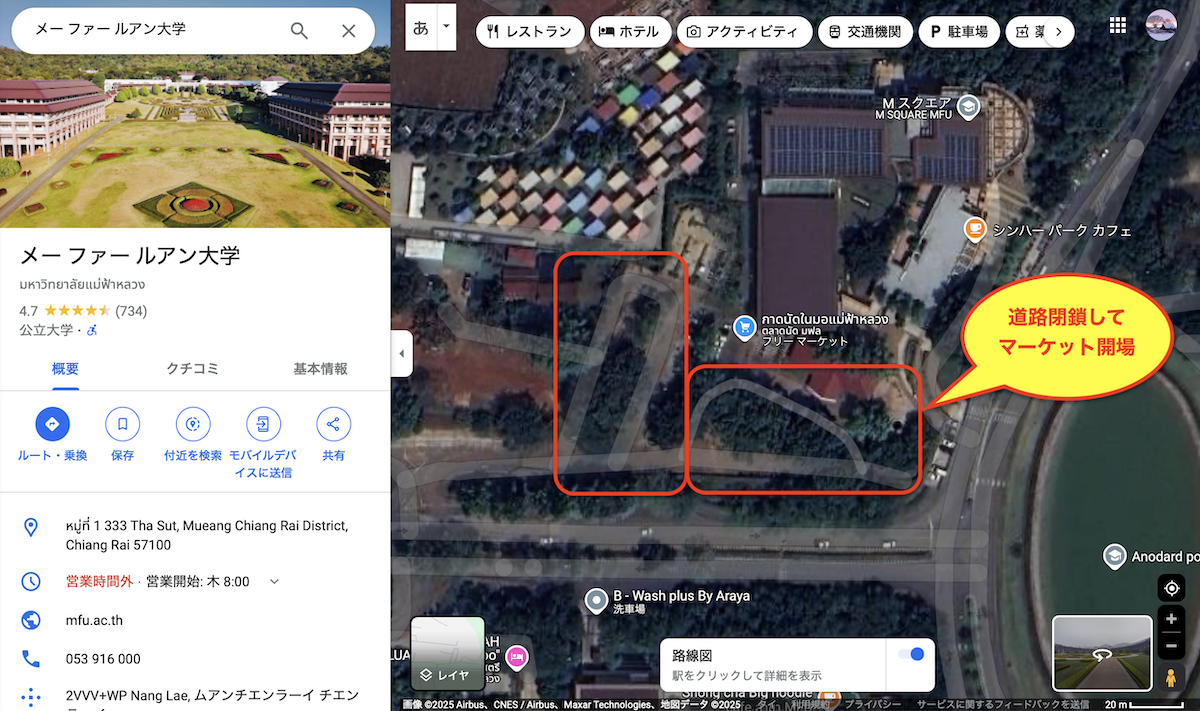 メー ファー ルアン大学
メー ファー ルアン大学
มหาวิทยาลัยแม่ฟ้าหลวง
4.7 ★★★★★ (734)
公立大学・
概要
クチコミ
基本情報
ルート・乗換
保存
付近を検索
モバイルデバ
イスに送信
共有
หมู่ที่ 1 333 Tha Sut, Mueang Chiang Rai District,
Chiang Rai 57100
営業時間外・営業開始: 木 8:00
mfu.ac.th
053 916 000
2VVV+WP Nang Lae, ムアンチエンラーイ チエン
あ
レストラン
ホテル
アクティビティ
交通機関
P 駐車場
薬
M スクエア
M SQUARE MFU
シンハー パーク カフェ
กาดนัดในมอแม่ฟ้าหลวง
ตลาดนัด มฟล
フリー マーケット
道路閉鎖して
マーケット開場
Anodard po
B - Wash plus By Araya
洗車場
レイヤ
路線図
駅をクリックして詳細を表示
画像 ©2025 Airbus、CNES / Airbus、Maxar Technologies、地図データ ©2025
タイ
利用規約
プライバシー
サービスに関するフィードバックを送信
20 m